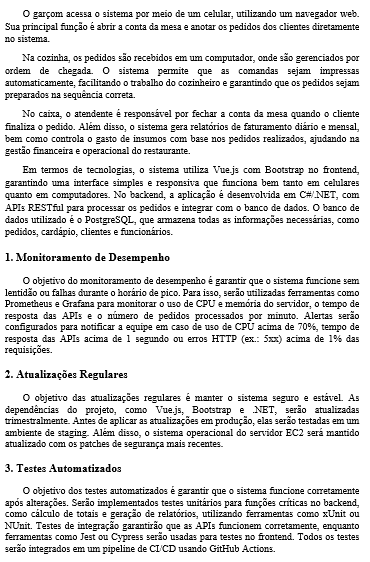 O garçom acessa o sistema por meio de um celular, utilizando um navegador web.
Sua principal função é abrir a conta da mesa e anotar os pedidos dos clientes diretamente
no sistema.
Na cozinha, os pedidos são recebidos em um computador, onde são gerenciados por
ordem de chegada. O sistema permite que as comandas sejam impressas
automaticamente, facilitando o trabalho do cozinheiro e garantindo que os pedidos sejam
preparados na sequência correta.
No caixa, o atendente é responsável por fechar a conta da mesa quando o cliente
finaliza o pedido. Além disso, o sistema gera relatórios de faturamento diário e mensal,
bem como controla o gasto de insumos com base nos pedidos realizados, ajudando na
gestão financeira e operacional do restaurante.
Em termos de tecnologias, o sistema utiliza Vue.js com Bootstrap no frontend,
garantindo uma interface simples e responsiva que funciona bem tanto em celulares
quanto em computadores. No backend, a aplicação é desenvolvida em C#/.NET, com
APIs RESTful para processar os pedidos e integrar com o banco de dados. O banco de
dados utilizado é o PostgreSQL, que armazena todas as informações necessárias, como
pedidos, cardápio, clientes e funcionários.
1. Monitoramento de Desempenho
O objetivo do monitoramento de desempenho é garantir que o sistema funcione sem
lentidão ou falhas durante o horário de pico. Para isso, serão utilizadas ferramentas como
Prometheus e Grafana para monitorar o uso de CPU e memória do servidor, o tempo de
resposta das APIs e o número de pedidos processados por minuto. Alertas serão
configurados para notificar a equipe em caso de uso de CPU acima de 70%, tempo de
resposta das APIs acima de 1 segundo ou erros HTTP (ex.: 5xx) acima de 1% das
requisições.
2. Atualizações Regulares
O objetivo das atualizações regulares é manter o sistema seguro e estável. As
dependências do projeto, como Vue.js, Bootstrap e .NET, serão atualizadas
trimestralmente. Antes de aplicar as atualizações em produção, elas serão testadas em um
ambiente de staging. Além disso, o sistema operacional do servidor EC2 será mantido
atualizado com os patches de segurança mais recentes.
3. Testes Automatizados
O objetivo dos testes automatizados é garantir que o sistema funcione corretamente
após alterações. Serão implementados testes unitários para funções críticas no backend,
como cálculo de totais e geração de relatórios, utilizando ferramentas como xUnit ou
NUnit. Testes de integração garantirão que as APIs funcionem corretamente, enquanto
ferramentas como Jest ou Cypress serão usadas para testes no frontend. Todos os testes
serão integrados em um pipeline de CI/CD usando GitHub Actions.